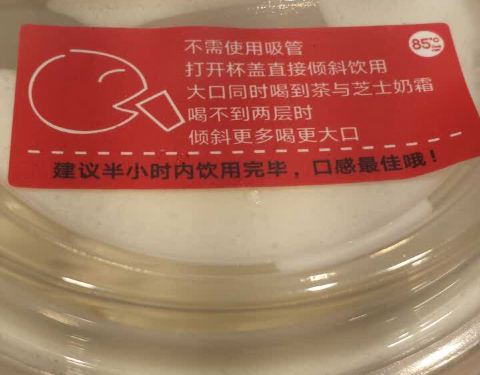 不需使用吸管
85℃
打开杯盖直接倾斜饮用
大口同时喝到茶与芝士奶霜
喝不到两层时
倾斜更多喝更大口
建议半小时内饮用完毕，口感最佳哦！